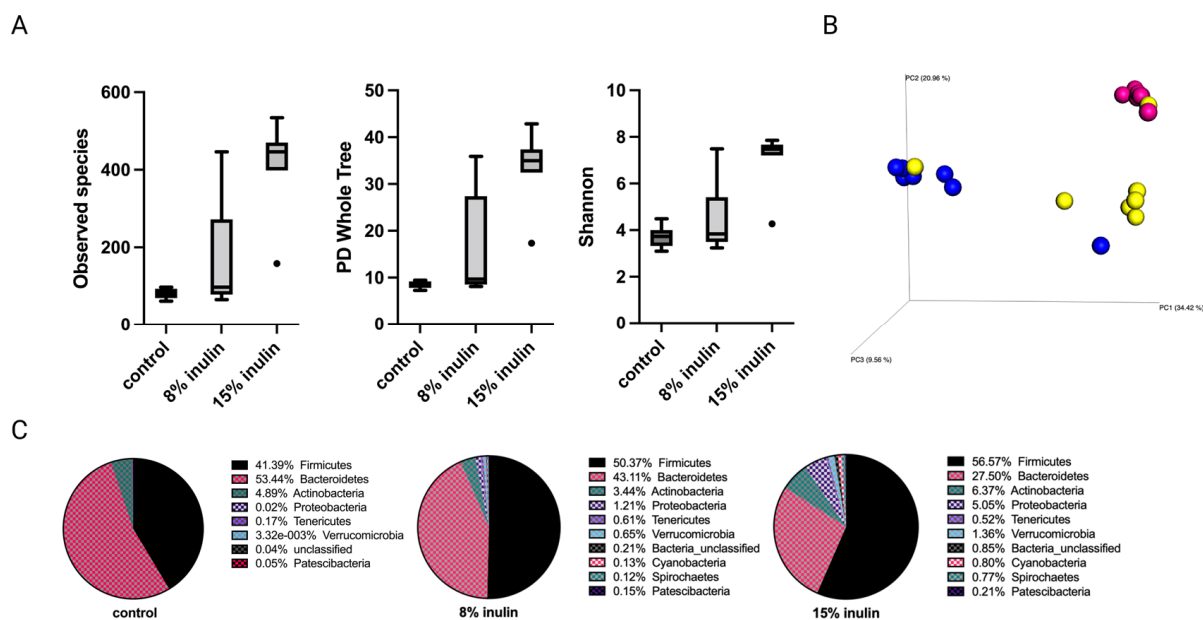 A
B
600
400
200
0
Observed species
control
8% inulin
15% inulin
50
40
30
20
10
0
PD Whole Tree
control
8% inulin
15% inulin
10
8
6
4
2
0
Shannon
control
8% inulin
15% inulin
PC2 (20.96 %)
PC1 (34.42 %)
PC3 (9.56 %)
C
41.39% Firmicutes
53.44% Bacteroidetes
4.89% Actinobacteria
0.02% Proteobacteria
0.17% Tenericutes
3.32e-003% Verrucomicrobia
0.04% unclassified
0.05% Patescibacteria
control
50.37% Firmicutes
43.11% Bacteroidetes
3.44% Actinobacteria
1.21% Proteobacteria
0.61% Tenericutes
0.65% Verrucomicrobia
0.21% Bacteria_unclassified
0.13% Cyanobacteria
0.12% Spirochaetes
0.15% Patescibacteria
8% inulin
56.57% Firmicutes
27.50% Bacteroidetes
6.37% Actinobacteria
5.05% Proteobacteria
0.52% Tenericutes
1.36% Verrucomicrobia
0.85% Bacteria_unclassified
0.80% Cyanobacteria
0.77% Spirochaetes
0.21% Patescibacteria
15% inulin